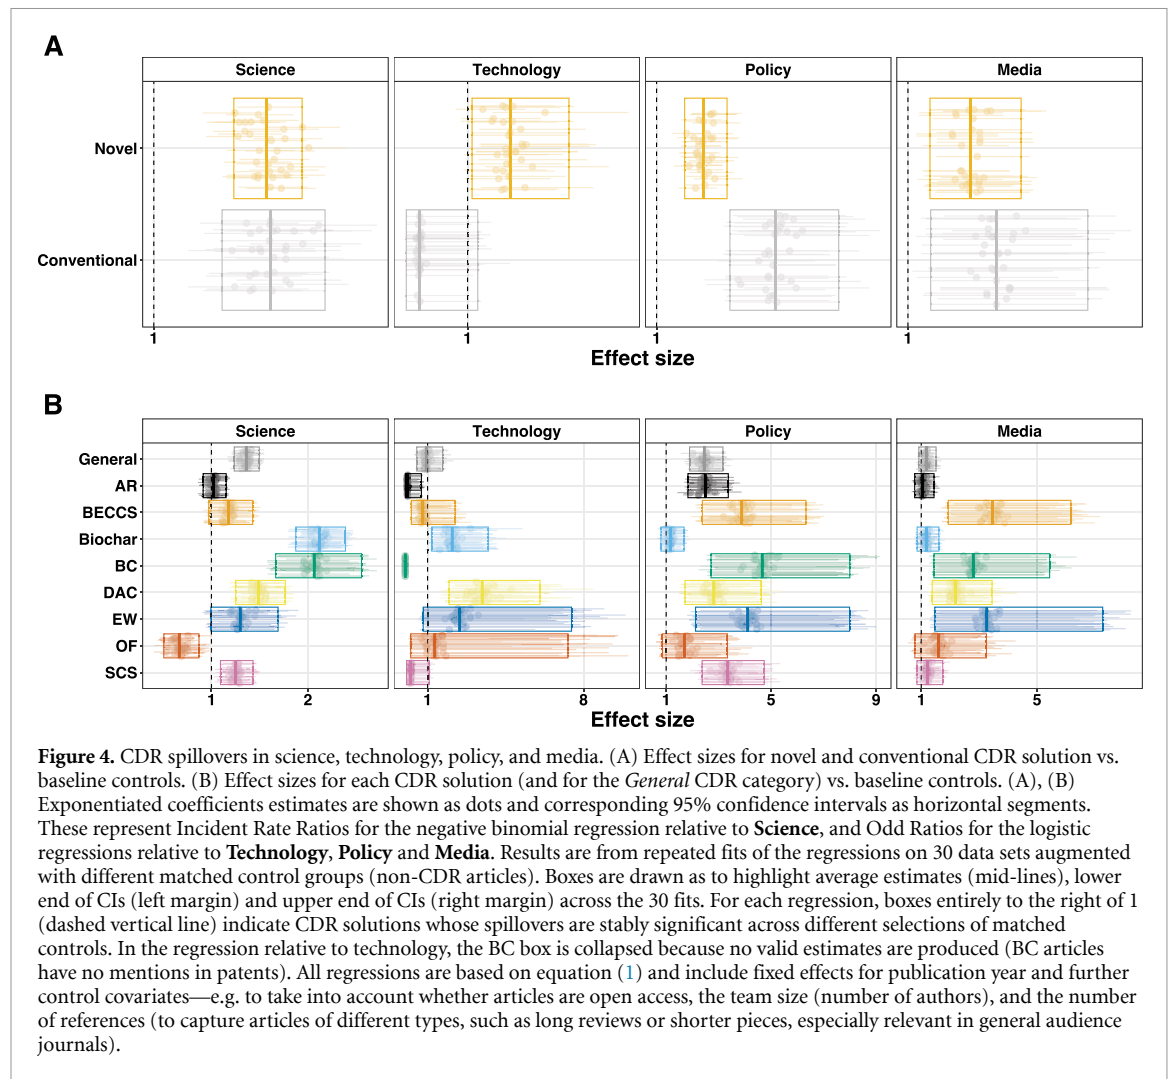 A
Science
Technology
Policy
Media
Novel
Conventional
1
1
1
1
Effect size
B
Science
Technology
Policy
Media
General
AR
BECCS
Biochar
BC
DAC
EW
OF
SCS
1
2
1
8
1
5
9
1
5
Effect size
Figure 4. CDR spillovers in science, technology, policy, and media. (A) Effect sizes for novel and conventional CDR solution vs.
baseline controls. (B) Effect sizes for each CDR solution (and for the General CDR category) vs. baseline controls. (A), (B)
Exponentiated coefficients estimates are shown as dots and corresponding 95% confidence intervals as horizontal segments.
These represent Incident Rate Ratios for the negative binomial regression relative to Science, and Odd Ratios for the logistic
regressions relative to Technology, Policy and Media. Results are from repeated fits of the regressions on 30 data sets augmented
with different matched control groups (non-CDR articles). Boxes are drawn as to highlight average estimates (mid-lines), lower
end of CIs (left margin) and upper end of CIs (right margin) across the 30 fits. For each regression, boxes entirely to the right of 1
(dashed vertical line) indicate CDR solutions whose spillovers are stably significant across different selections of matched
controls. In the regression relative to technology, the BC box is collapsed because no valid estimates are produced (BC articles
have no mentions in patents). All regressions are based on equation (1) and include fixed effects for publication year and further
control covariates—e.g. to take into account whether articles are open access, the team size (number of authors), and the number
of references (to capture articles of different types, such as long reviews or shorter pieces, especially relevant in general audience
journals).